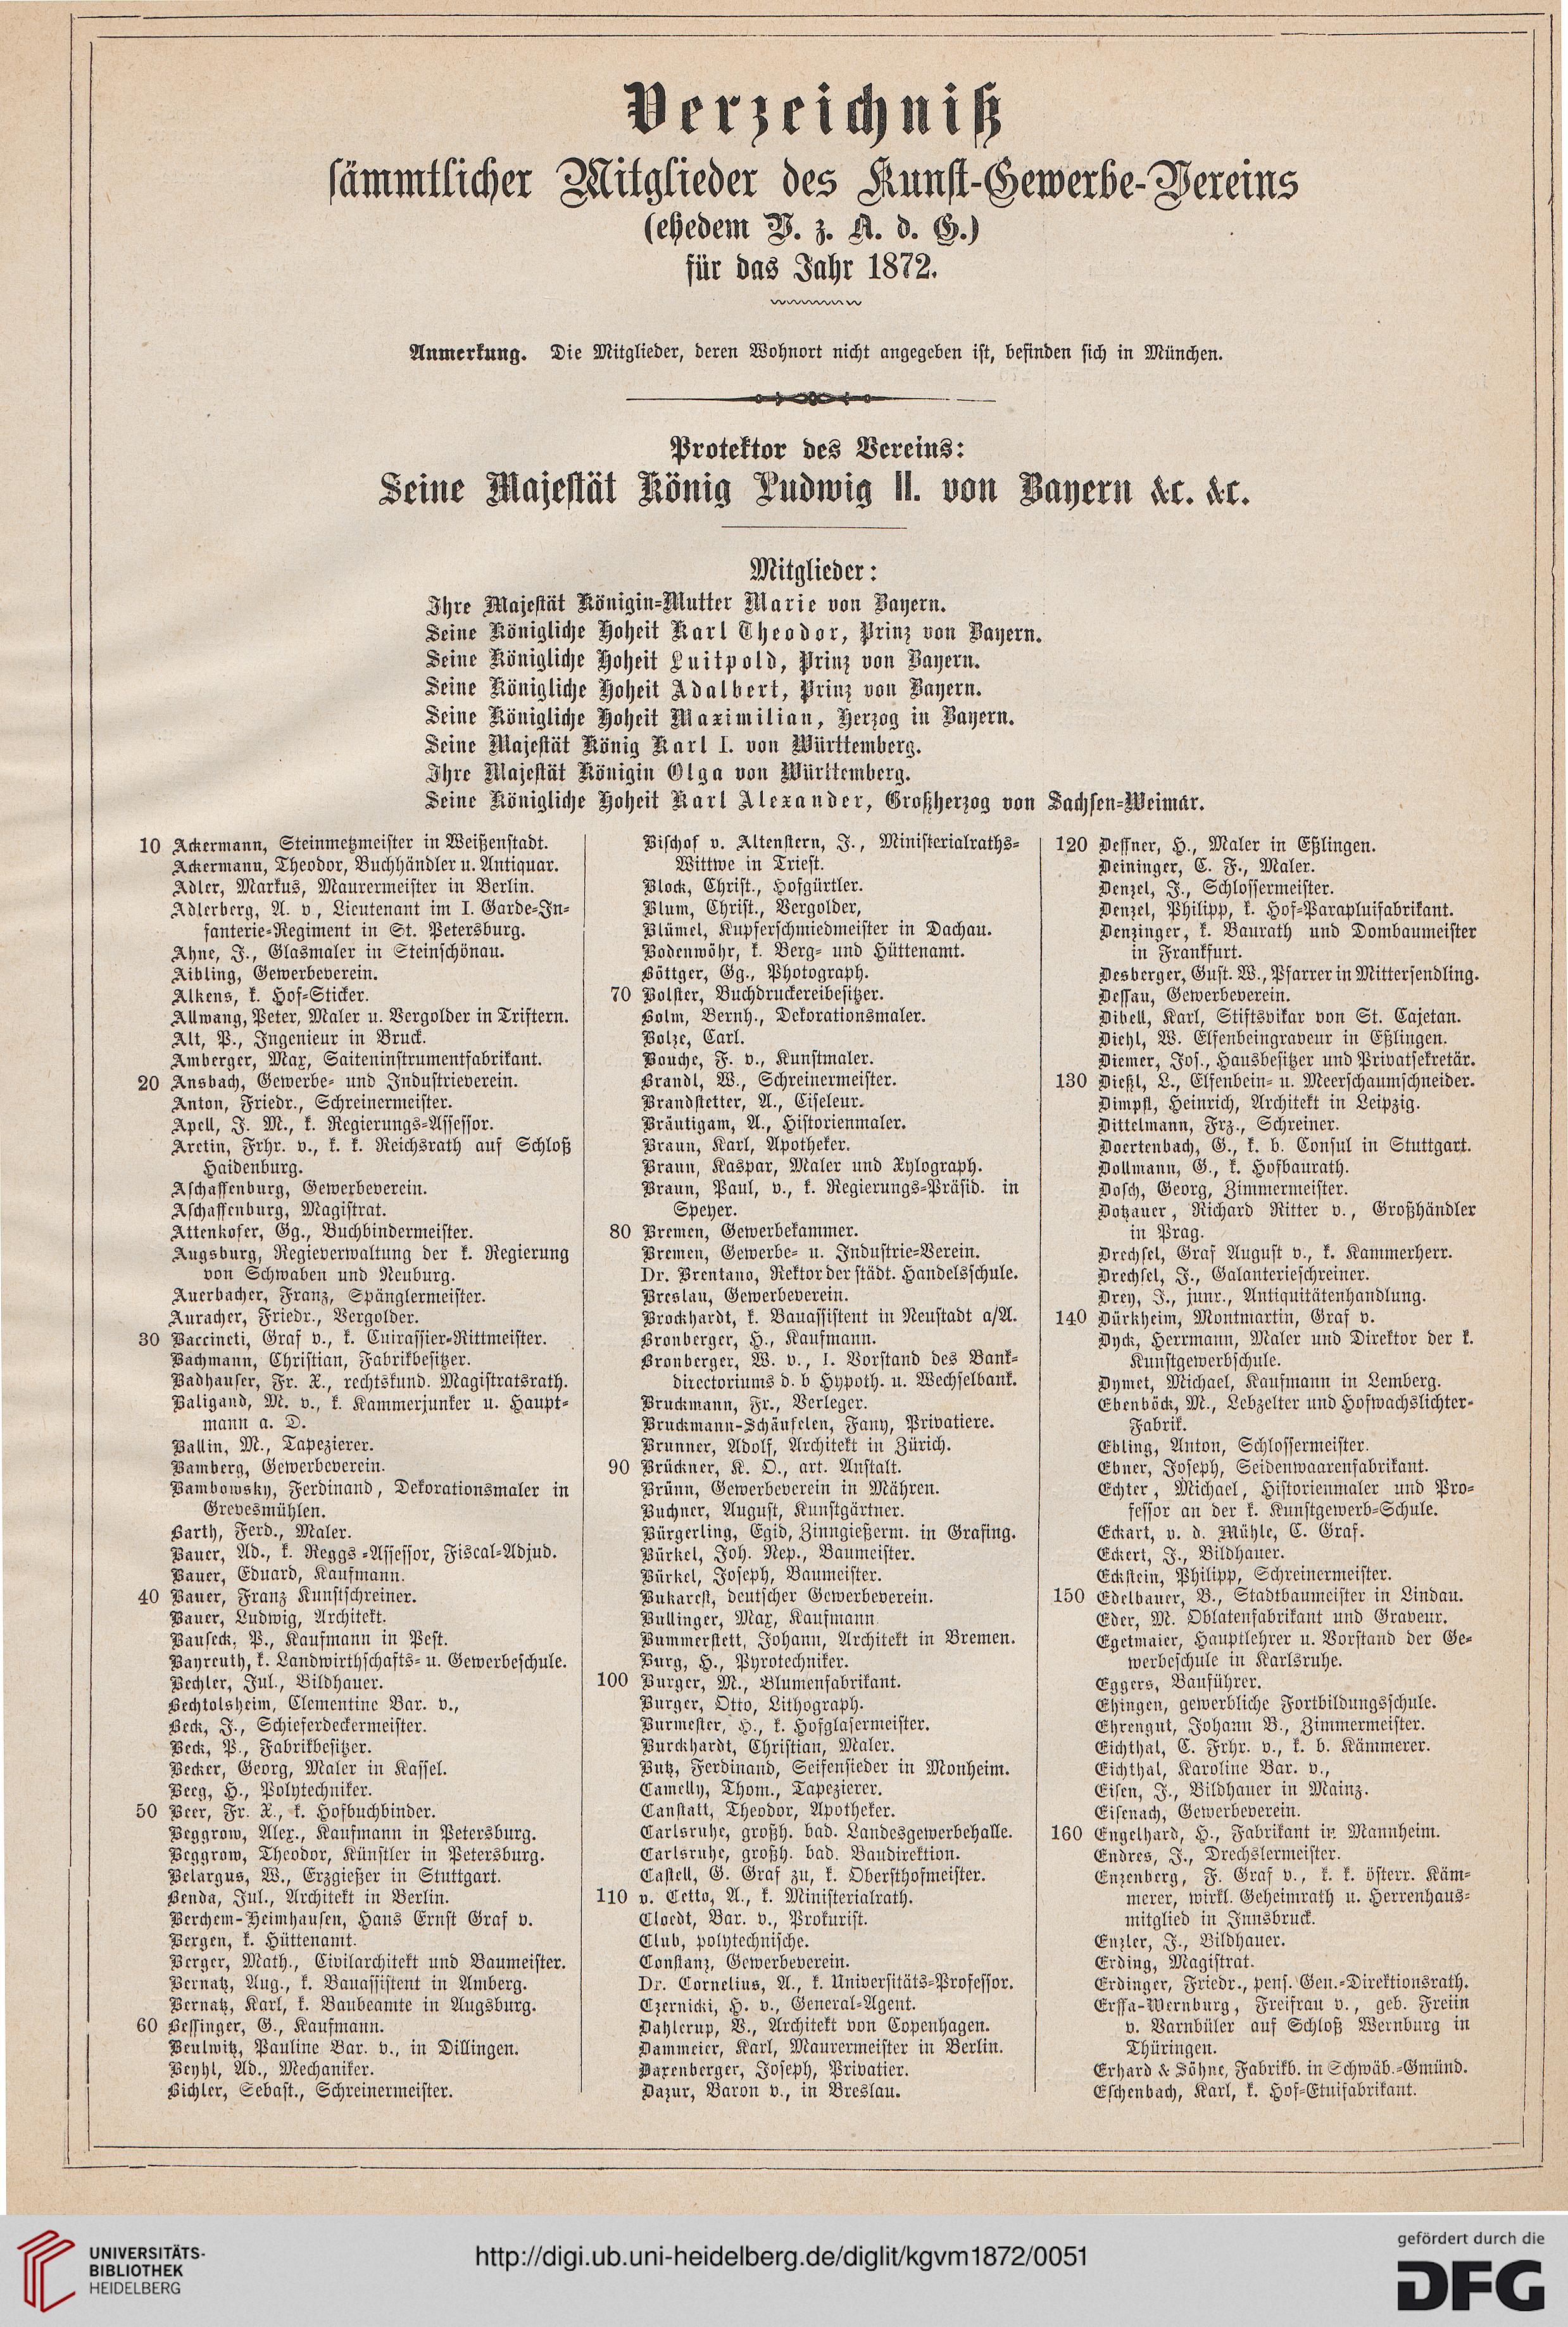 Verzeichniß
sämmtlicher Mitglieder des Kunst-Gewerbe-Vereins
(ehedem V. z. A. d. G.)
für das Jahr 1872.
Anmerkung. Die Mitglieder, deren Wohnort nicht angegeben ist, befinden sich in München.
Protektor des Vereins:
Seine Majestät König Ludwig II. von Bayern &c. &c.
Mitglieder:
Ihre Majestät Königin-Mutter Marie von Bayern.
Seine Königliche Hoheit Karl Theodor, Prinz von Bayern.
Seine Königliche Hoheit Luitpold, Prinz von Bayern.
Seine Königliche Hoheit Adalbert, Prinz von Bayern.
Seine Königliche Hoheit Maximilian, Herzog in Bayern.
Seine Majestät König Karl I. von Württemberg.
Ihre Majestät Königin Olga von Württemberg.
Seine Königliche Hoheit Karl Alexander, Großherzog von Sachsen-Weimar.
10 Ackermann, Steinmetzmeister in Weißenstadt.
Ackermann, Theodor, Buchhändler u. Antiquar.
Adler, Markus, Maurermeister in Berlin.
Adlerberg, A. v, Lieutenant im I. Garde-In-
fanterie-Regiment in St. Petersburg.
Ahne, J., Glasmaler in Steinschönau.
Aibling, Gewerbeverein.
Alkens, k. Hof-Sticker.
Allwang, Peter, Maler u. Vergolder in Triftern.
Alt, P., Ingenieur in Bruck.
Amberger, Max, Saiteninstrumentfabrikant.
20 Ansbach, Gewerbe- und Industrieverein.
Anton, Friedr., Schreinermeister.
Apell, J. M., k. Regierungs-Assessor.
Aretin, Frhr. v., k. k. Reichsrath auf Schloß
Haidenburg.
Aschaffenburg, Gewerbeverein.
Aschaffenburg, Magistrat.
Attenkofer, Gg., Buchbindermeister.
Augsburg, Regieverwaltung der k. Regierung
von Schwaben und Neuburg.
Auerbacher, Franz, Spänglermeister.
Auracher, Friedr., Vergolder.
30 Baccineti, Graf v., k. Cuirassier-Rittmeister.
Bachmann, Christian, Fabrikbesitzer.
Badhauser, Fr. X., rechtskund. Magistratsrath.
Baligand, M. v., k. Kammerjunker u. Haupt-
mann a. D.
Ballin, M., Tapezierer.
Bamberg, Gewerbeverein.
Bambowsky, Ferdinand, Dekorationsmaler in
Grevesmühlen.
Barth, Ferd., Maler.
Bauer, Ad., k. Reggs-Assessor, Fiscal-Adjud.
Bauer, Eduard, Kaufmann.
40 Bauer, Franz Kunstschreiner.
Bauer, Ludwig, Architekt.
Bauseck, P., Kaufmann in Pest.
Bayreuth, k. Landwirthschafts- u. Gewerbeschule.
Bechler, Jul., Bildhauer.
Bechtolsheim, Clementine Bar. v.,
Beck, J., Schieferdeckermeister.
Beck, P., Fabrikbesitzer.
Becker, Georg, Maler in Kassel.
Beeg, H., Polytechniker.
50 Beer, Fr. X., k. Hofbuchbinder.
Beggrow, Alex., Kaufmann in Petersburg.
Beggrow, Theodor, Künstler in Petersburg.
Belargus, W., Erzgießer in Stuttgart.
Benda, Jul., Architekt in Berlin.
Berchem-Heimhausen, Hans Ernst Graf v.
Bergen, k. Hüttenamt.
Berger, Math., Civilarchitekt und Baumeister.
Bernatz, Aug., k. Bauassistent in Amberg.
Bernatz, Karl, k. Baubeamte in Augsburg.
60 Bessinger, G., Kaufmann.
Beulwitz, Pauline Bar. v., in Dillingen.
Beyhl, Ad., Mechaniker.
Bichler, Sebast., Schreinermeister.
Bischof v. Altenstern, J., Ministerialraths-
Wittwe in Triest.
Block, Christ., Hofgürtler.
Blum, Christ., Vergolder,
Blümel, Kupferschmiedmeister in Dachau.
Bodenwöhr, k. Berg- und Hüttenamt.
Böttger, Gg., Photograph.
70 Bolster, Buchdruckereibesitzer.
Bolm, Bernh., Dekorationsmaler.
Bolze, Carl.
Bouche, F. v., Kunstmaler.
Brandl, W., Schreinermeister.
Brandstetter, A., Ciseleur.
Bräutigam, A., Historienmaler.
Braun, Karl, Apotheker.
Braun, Kaspar, Maler und Xylograph.
Braun, Paul, v., k. Regierungs-Präsid. in
Speyer.
80 Bremen, Gewerbekammer.
Bremen, Gewerbe- u. Industrie-Verein.
Dr. Brentano, Rektor der städt. Handelsschule.
Breslau, Gewerbeverein.
Brockhardt, k. Bauassistent in Neustadt a/A.
Bronberger, H., Kaufmann.
Bronberger, W. v., I. Vorstand des Bank-
directoriums d. b Hypoth. u. Wechselbank.
Bruckmann, Fr., Verleger.
Bruckmann-Schäufelen, Fany, Privatiere.
Brunner, Adolf, Architekt in Zürich.
90 Brückner, K. O., art. Anstalt.
Brünn, Gewerbeverein in Mähren.
Buchner, August, Kunstgärtner.
Bürgerling, Egid, Zinngießerm. in Grafing.
Bürkel, Joh. Nep., Baumeister.
Bürkel, Joseph, Baumeister.
Bukarest, deutscher Gewerbeverein.
Bullinger, Max, Kaufmann
Bummerstett, Johann, Architekt in Bremen.
Burg, H., Pyrotechniker.
100 Burger, M., Blumenfabrikant.
Burger, Otto, Lithograph.
Burmester, H., k. Hofglasermeister.
Burckhardt, Christian, Maler.
Butz, Ferdinand, Seifensieder in Monheim.
Camelly, Thom., Tapezierer.
Canstatt, Theodor, Apotheker.
Carlsruhe, großh. bad. Landesgewerbehalle.
Carlsruhe, großh. bad. Baudirektion.
Castell, G. Graf zu, k. Obersthofmeister.
110 v. Cetto, A., k. Ministerialrath.
Cloedt, Bar. v., Prokurist.
Club, polytechnische.
Constanz, Gewerbeverein.
Dr. Cornelius, A., k. Universitäts-Professor.
Czernicki, H. v., General-Agent.
Dahlerup, V., Architekt von Copenhagen.
Dammeier, Karl, Maurermeister in Berlin.
Daxenberger, Joseph, Privatier.
Dazur, Baron v., in Breslau.
120 Deffner, H., Maler in Eßlingen.
Deininger, C. F., Maler.
Denzel, J., Schlossermeister.
Denzel, Philipp, k. Hof-Parapluifabrikant.
Denzinger, k. Baurath und Dombaumeister
in Frankfurt.
Desberger, Gust. W., Pfarrer in Mittersendling.
Dessau, Gewerbeverein.
Dibell, Karl, Stiftsvikar von St. Cajetan.
Diehl, W. Elfenbeingraveur in Eßlingen.
Diemer, Jos., Hausbesitzer und Privatsekretär.
130 Dießl, L., Elfenbein- u. Meerschaumschneider.
Dimpfl, Heinrich, Architekt in Leipzig.
Dittelmann, Frz., Schreiner.
Doertenbach, G., k. b. Consul in Stuttgart.
Dollmann, G., k. Hofbaurath.
Dosch, Georg, Zimmermeister.
Dotzauer, Richard Ritter v., Großhändler
in Prag.
Drechsel, Graf August v., k. Kammerherr.
Drechsel, J., Galanterieschreiner.
Drey, J., junr., Antiquitätenhandlung.
140 Dürkheim, Montmartin, Graf v.
Dyck, Herrmann, Maler und Direktor der k.
Kunstgewerbschule.
Dymet, Michael, Kaufmann in Lemberg.
Ebenböck, M., Lebzelter und Hofwachslichter-
Fabrik.
Ebling, Anton, Schlossermeister.
Ebner, Joseph, Seidenwaarenfabrikant.
Echter, Michael, Historienmaler und Pro-
fessor an der k. Kunstgewerb-Schule.
Eckart, v. d. Mühle, C. Graf.
Eckert, J., Bildhauer.
Eckstein, Philipp, Schreinermeister.
150 Edelbauer, B., Stadtbaumeister in Lindau.
Eder, M. Oblatenfabrikant und Graveur.
Egetmaier, Hauptlehrer u. Vorstand der Ge-
werbeschule in Karlsruhe.
Eggers, Bauführer.
Ehingen, gewerbliche Fortbildungsschule.
Ehrengut, Johann B., Zimmermeister.
Eichthal, C. Frhr. v., k. b. Kämmerer.
Eichthal, Karoline Bar. v.,
Eisen, J., Bildhauer in Mainz.
Eisenach, Gewerbeverein.
160 Engelhard, H., Fabrikant in Mannheim.
Endres, J., Drechslermeister.
Enzenberg, F. Graf v., k. k. österr. Käm-
merer, wirkl. Geheimrath u. Herrenhaus-
mitglied in Innsbruck.
Enzler, J., Bildhauer.
Erding, Magistrat.
Erdinger, Friedr., pens. Gen.-Direktionsrath.
Erffa-Wernburg, Freifrau v., geb. Freiin
v. Varnbüler auf Schloß Wernburg in
Thüringen.
Erhard & Söhne, Fabrikb. in Schwäb.-Gmünd.
Eschenbach, Karl, k. Hof-Etuifabrikant.
UNIVERSITÄTS-
BIBLIOTHEK
HEIDELBERG
http://digi.ub.uni-heidelberg.de/diglit/kgvm1872/0051
gefördert durch die
DFG